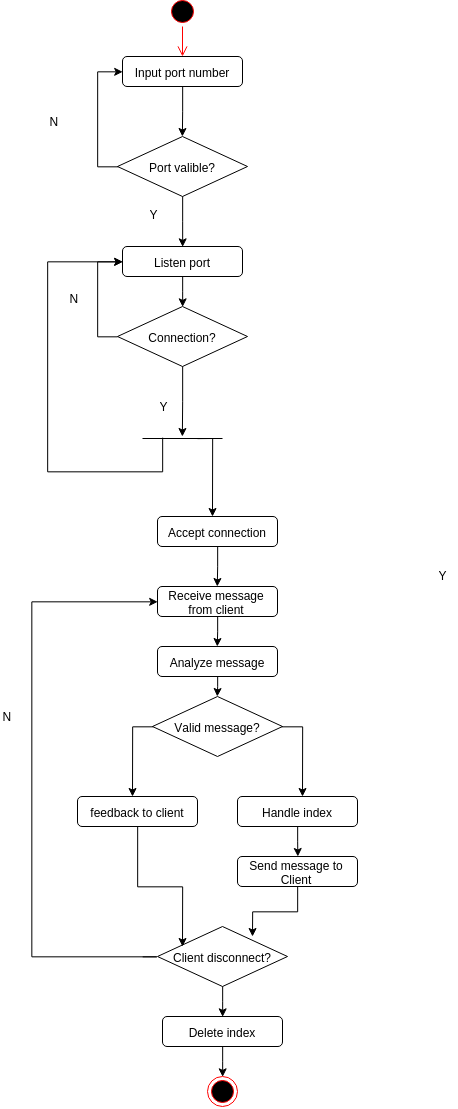 Input port number
N
Port valible?
Y
Listen port
N
Connection?
Y
Accept connection
Y
Receive message
from client
Analyze message
N
Valid message?
feedback to client
Handle index
Send message to
Client
Client disconnect?
Delete index